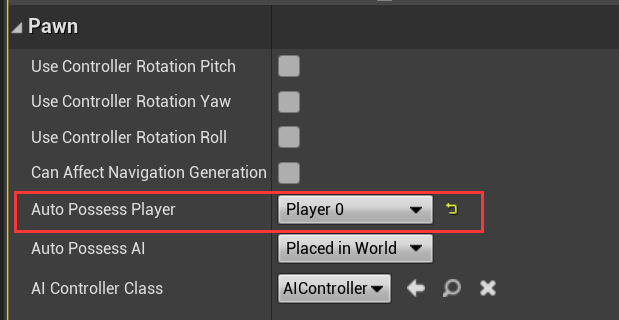 Pawn
Use Controller Rotation Pitch
Use Controller Rotation Yaw
Use Controller Rotation Roll
Can Affect Navigation Generation
Auto Possess Player Player 0
Auto Possess AI Placed in World
AI Controller Class AIController